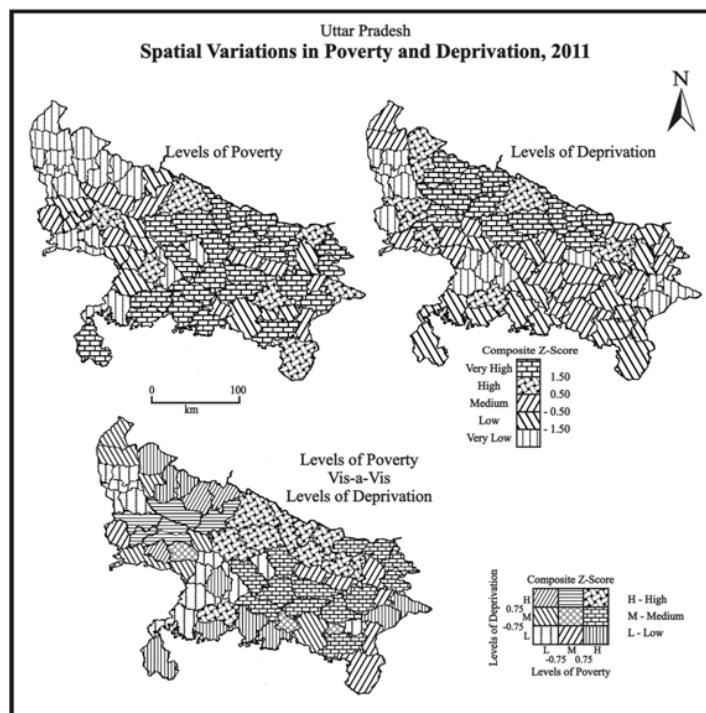 Uttar Pradesh
Spatial Variations in Poverty and Deprivation, 2011
N
Levels of Poverty
Levels of Deprivation
Composite Z-Score
Very High
1.50
High
0.50
Medium
- 0.50
Low
- 1.50
Very Low
0 100
km
Levels of Poverty
Vis-a-Vis
Levels of Deprivation
Composite Z-Score
Levels of Deprivation
H
0.75
M
-0.75
L
L M H
-0.75 0.75
Levels of Poverty
H - High
M - Medium
L - Low